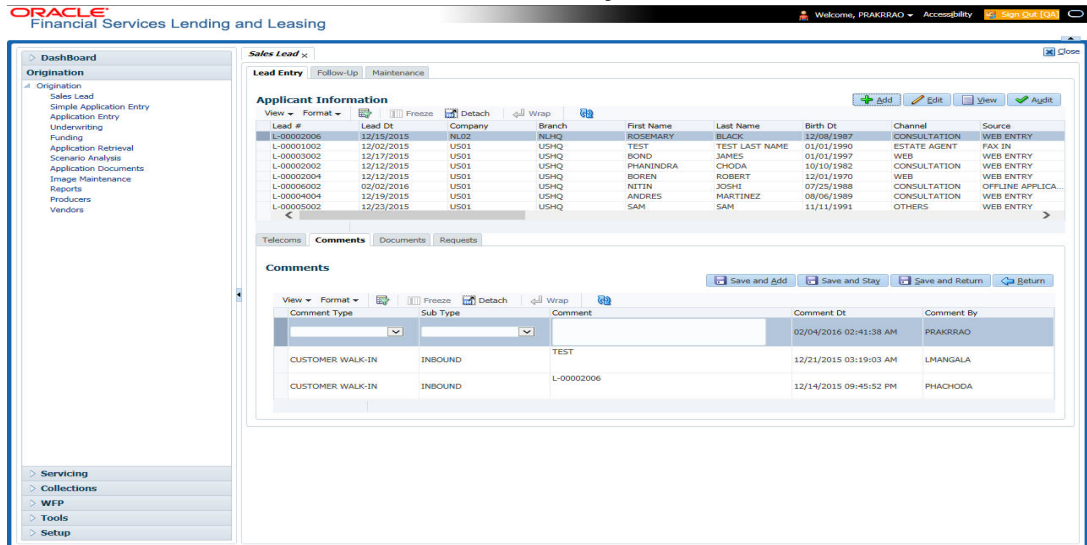 ORACLE
Financial Services Lending and Leasing
Welcome, PRAKRRAO Accessibility Sign Out [QA]
DashBoard
Origination
Origination
Sales Lead
Simple Application Entry
Application Entry
Underwriting
Funding
Application Retrieval
Scenario Analysis
Application Documents
Image Maintenance
Reports
Producers
Vendors
Servicing
Collections
WFP
Tools
Setup
Sales Lead x
Close
Lead Entry Follow-Up Maintenance
Applicant Information
Add Edit View Audit
View Format Freeze Detach Wrap
Lead # Lead Dt Company Branch First Name Last Name Birth Dt Channel Source
L-00002006 12/15/2015 NL02 NLHQ ROSEMARY BLACK 12/08/1987 CONSULTATION WEB ENTRY
L-00001002 12/02/2015 US01 USHQ TEST TEST LAST NAME 01/01/1990 ESTATE AGENT FAX IN
L-00003002 12/17/2015 US01 USHQ BOND JAMES 01/01/1997 WEB WEB ENTRY
L-00002002 12/12/2015 US01 USHQ PHANINDRA CHODA 10/10/1982 CONSULTATION WEB ENTRY
L-00002004 12/12/2015 US01 USHQ BOREN ROBERT 12/01/1970 WEB WEB ENTRY
L-00006002 02/02/2016 US01 USHQ NITIN JOSHI 07/25/1988 CONSULTATION OFFLINE APPLICA...
L-00004004 12/19/2015 US01 USHQ ANDRES MARTINEZ 08/06/1989 CONSULTATION WEB ENTRY
L-00005002 12/23/2015 US01 USHQ SAM SAM 11/11/1991 OTHERS WEB ENTRY
Telecoms Comments Documents Requests
Comments
Save and Add Save and Stay Save and Return Return
View Format Freeze Detach Wrap
Comment Type Sub Type Comment Comment Dt Comment By
02/04/2016 02:41:38 AM PRAKRRAO
CUSTOMER WALK-IN INBOUND TEST 12/21/2015 03:19:03 AM LMANGALA
CUSTOMER WALK-IN INBOUND L-00002006 12/14/2015 09:45:52 PM PHACHODA